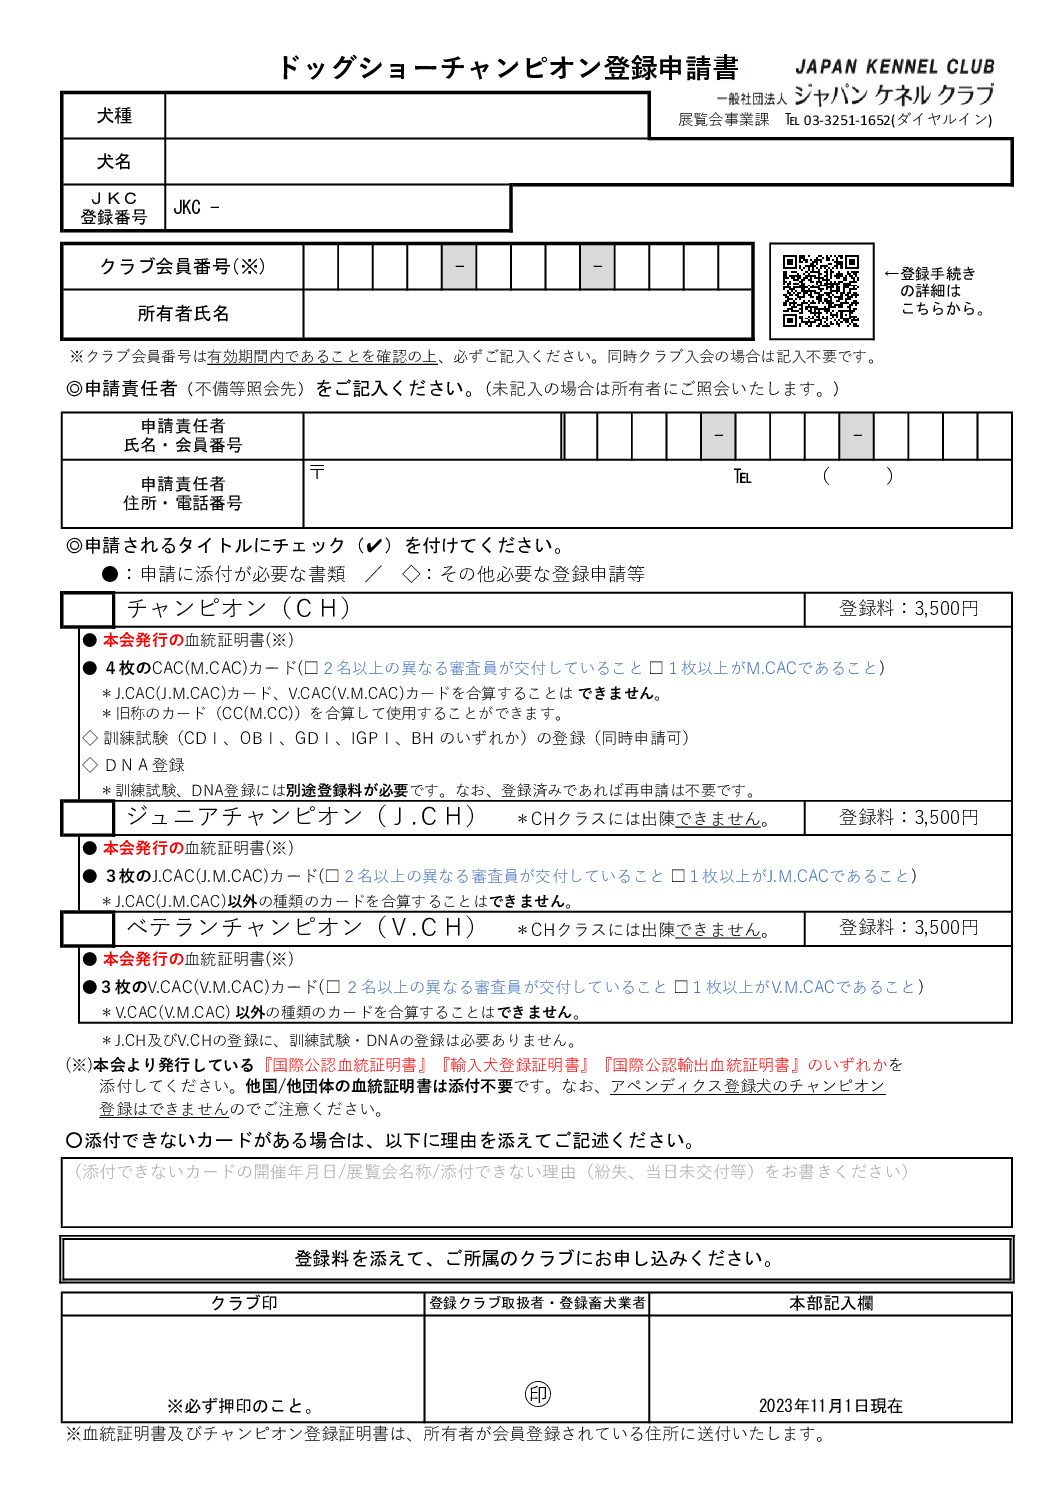 ドッグショーチャンピオン登録申請書
JAPAN KENNEL CLUB
一般社団法人 ジャパン ケネル クラブ
展覧会事業課 ℡ 03-3251-1652(ダイヤルイン)
犬種
犬名
ＪＫＣ
登録番号
JKC －
クラブ会員番号(※)
－ －
所有者氏名
←登録手続き
の詳細は
こちらから。
※クラブ会員番号は有効期間内であることを確認の上、必ずご記入ください。同時クラブ入会の場合は記入不要です。
◎申請責任者（不備等照会先）をご記入ください。（未記入の場合は所有者にご照会いたします。）
申請責任者
氏名・会員番号
－ －
申請責任者
住所・電話番号
〒 ℡ （ ）
◎申請されるタイトルにチェック（✔）を付けてください。
●：申請に添付が必要な書類 ／ ◇：その他必要な登録申請等
チャンピオン（ＣＨ） 登録料：3,500円
● 本会発行の血統証明書(※)
● ４枚のCAC(M.CAC)カード(□ ２名以上の異なる審査員が交付していること □ １枚以上がM.CACであること)
＊J.CAC(J.M.CAC)カード、V.CAC(V.M.CAC)カードを合算することは できません。
＊旧称のカード（CC(M.CC)）を合算して使用することができます。
◇ 訓練試験（CDⅠ、OBⅠ、GDⅠ、IGPⅠ、BH のいずれか）の登録（同時申請可）
◇ ＤＮＡ登録
＊訓練試験、DNA登録には別途登録料が必要です。なお、登録済みであれば再申請は不要です。
ジュニアチャンピオン（Ｊ.ＣＨ） ＊CHクラスには出陳できません。 登録料：3,500円
● 本会発行の血統証明書(※)
● ３枚のJ.CAC(J.M.CAC)カード(□ ２名以上の異なる審査員が交付していること □１枚以上がJ.M.CACであること)
＊J.CAC(J.M.CAC)以外の種類のカードを合算することはできません。
ベテランチャンピオン（Ｖ.ＣＨ） ＊CHクラスには出陳できません。 登録料：3,500円
● 本会発行の血統証明書(※)
●３枚のV.CAC(V.M.CAC)カード(□ ２名以上の異なる審査員が交付していること □１枚以上がV.M.CACであること)
＊V.CAC(V.M.CAC) 以外の種類のカードを合算することはできません。
＊J.CH及びV.CHの登録に、訓練試験・DNAの登録は必要ありません。
(※)本会より発行している『国際公認血統証明書』『輸入犬登録証明書』『国際公認輸出血統証明書』のいずれかを
添付してください。他国/他団体の血統証明書は添付不要です。なお、アペンディクス登録犬のチャンピオン
登録はできませんのでご注意ください。
〇添付できないカードがある場合は、以下に理由を添えてご記述ください。
（添付できないカードの開催年月日/展覧会名称/添付できない理由（紛失、当日未交付等）をお書きください）
登録料を添えて、ご所属のクラブにお申し込みください。
クラブ印 登録クラブ取扱者・登録畜犬業者 本部記入欄
※必ず押印のこと。 ㊞ 2023年11月1日現在
※血統証明書及びチャンピオン登録証明書は、所有者が会員登録されている住所に送付いたします。